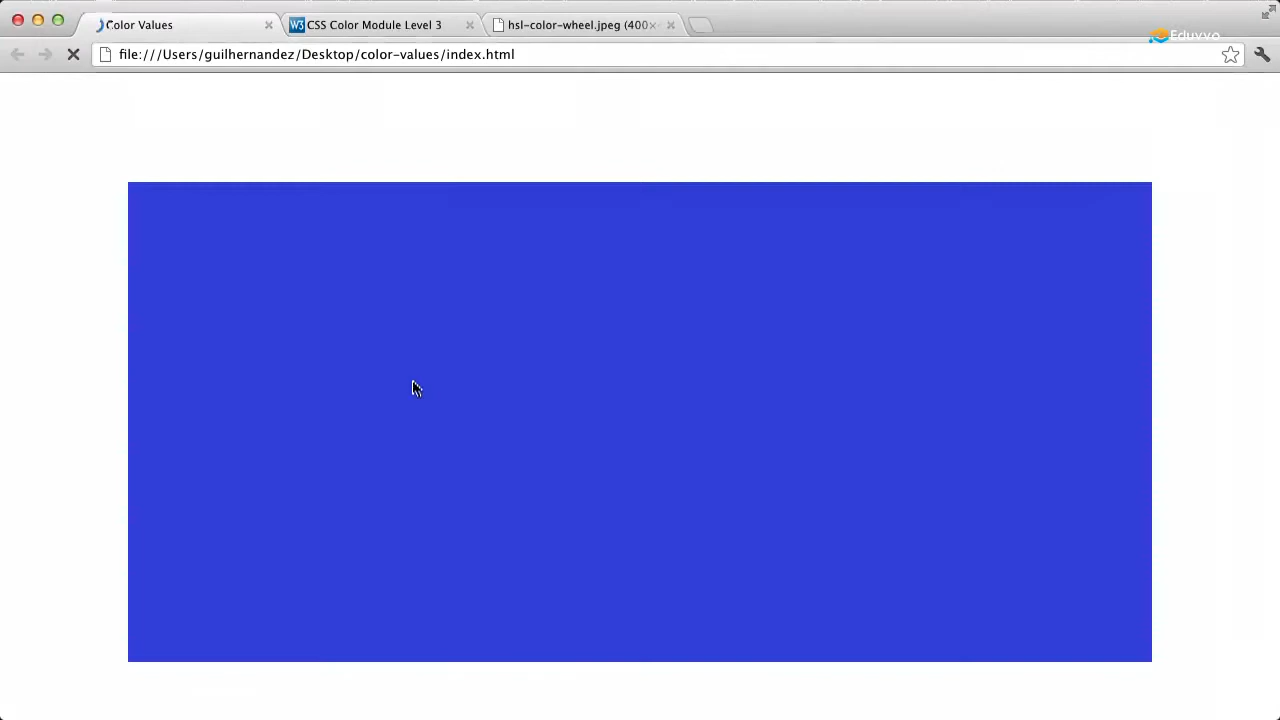 Color Values
CSS Color Module Level 3
hsl-color-wheel.jpeg (400×
Eduvvo
file:///Users/guilhernandez/Desktop/color-values/index.html